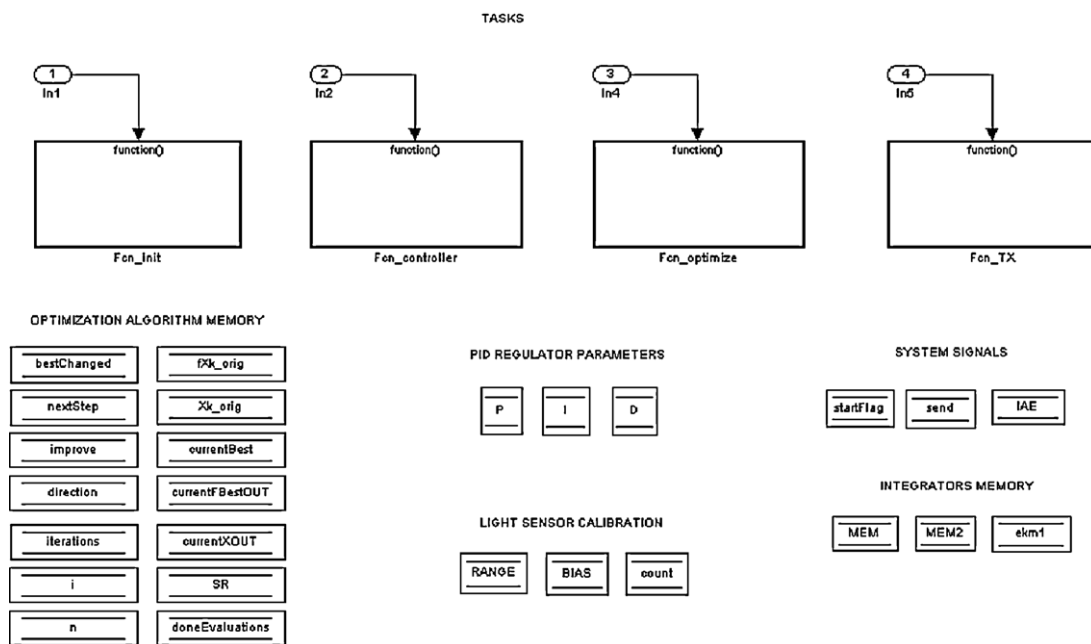 TASKS
1
2
3
4
In1
In2
In4
In5
function()
function()
function()
function()
Fcn_init
Fcn_controller
Fcn_optimize
Fcn_TX
OPTIMIZATION ALGORITHM MEMORY
bestChanged
fXk_orig
nextStep
Xk_orig
improve
currentBest
direction
currentFBestOUT
iterations
currentXOUT
i
SR
n
doneEvaluations
PID REGULATOR PARAMETERS
P
I
D
LIGHT SENSOR CALIBRATION
RANGE
BIAS
count
SYSTEM SIGNALS
startFlag
send
IAE
INTEGRATORS MEMORY
MEM
MEM2
ekm1